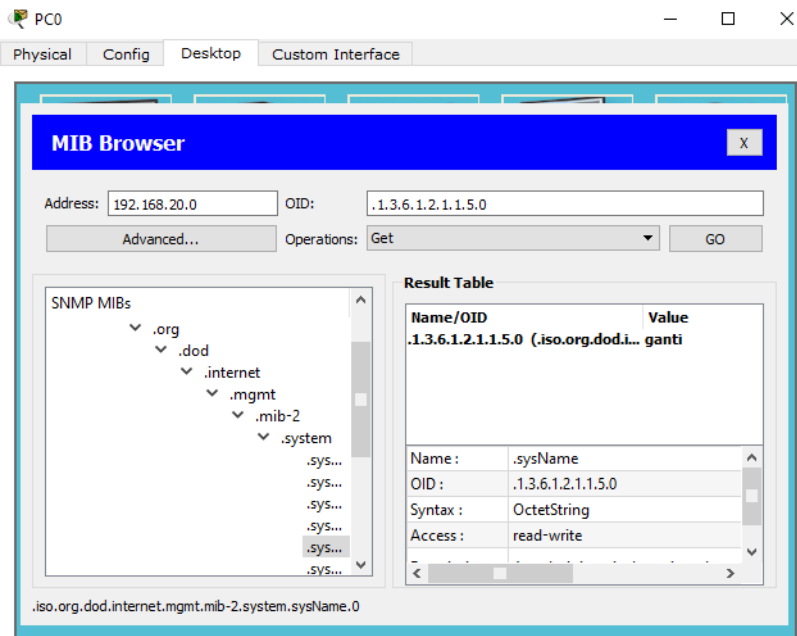 PC0
Physical Config Desktop Custom Interface
MIB Browser X
Address: 192.168.20.0 OID: .1.3.6.1.2.1.1.5.0
Advanced... Operations: Get GO
SNMP MIBs
.org
.dod
.internet
.mgmt
.mib-2
.system
.sys...
.sys...
.sys...
.sys...
.sys...
.sys...
Result Table
Name/OID Value
.1.3.6.1.2.1.1.5.0 (.iso.org.dod.i... ganti
Name : .sysName
OID : .1.3.6.1.2.1.1.5.0
Syntax : OctetString
Access : read-write
.iso.org.dod.internet.mgmt.mib-2.system.sysName.0